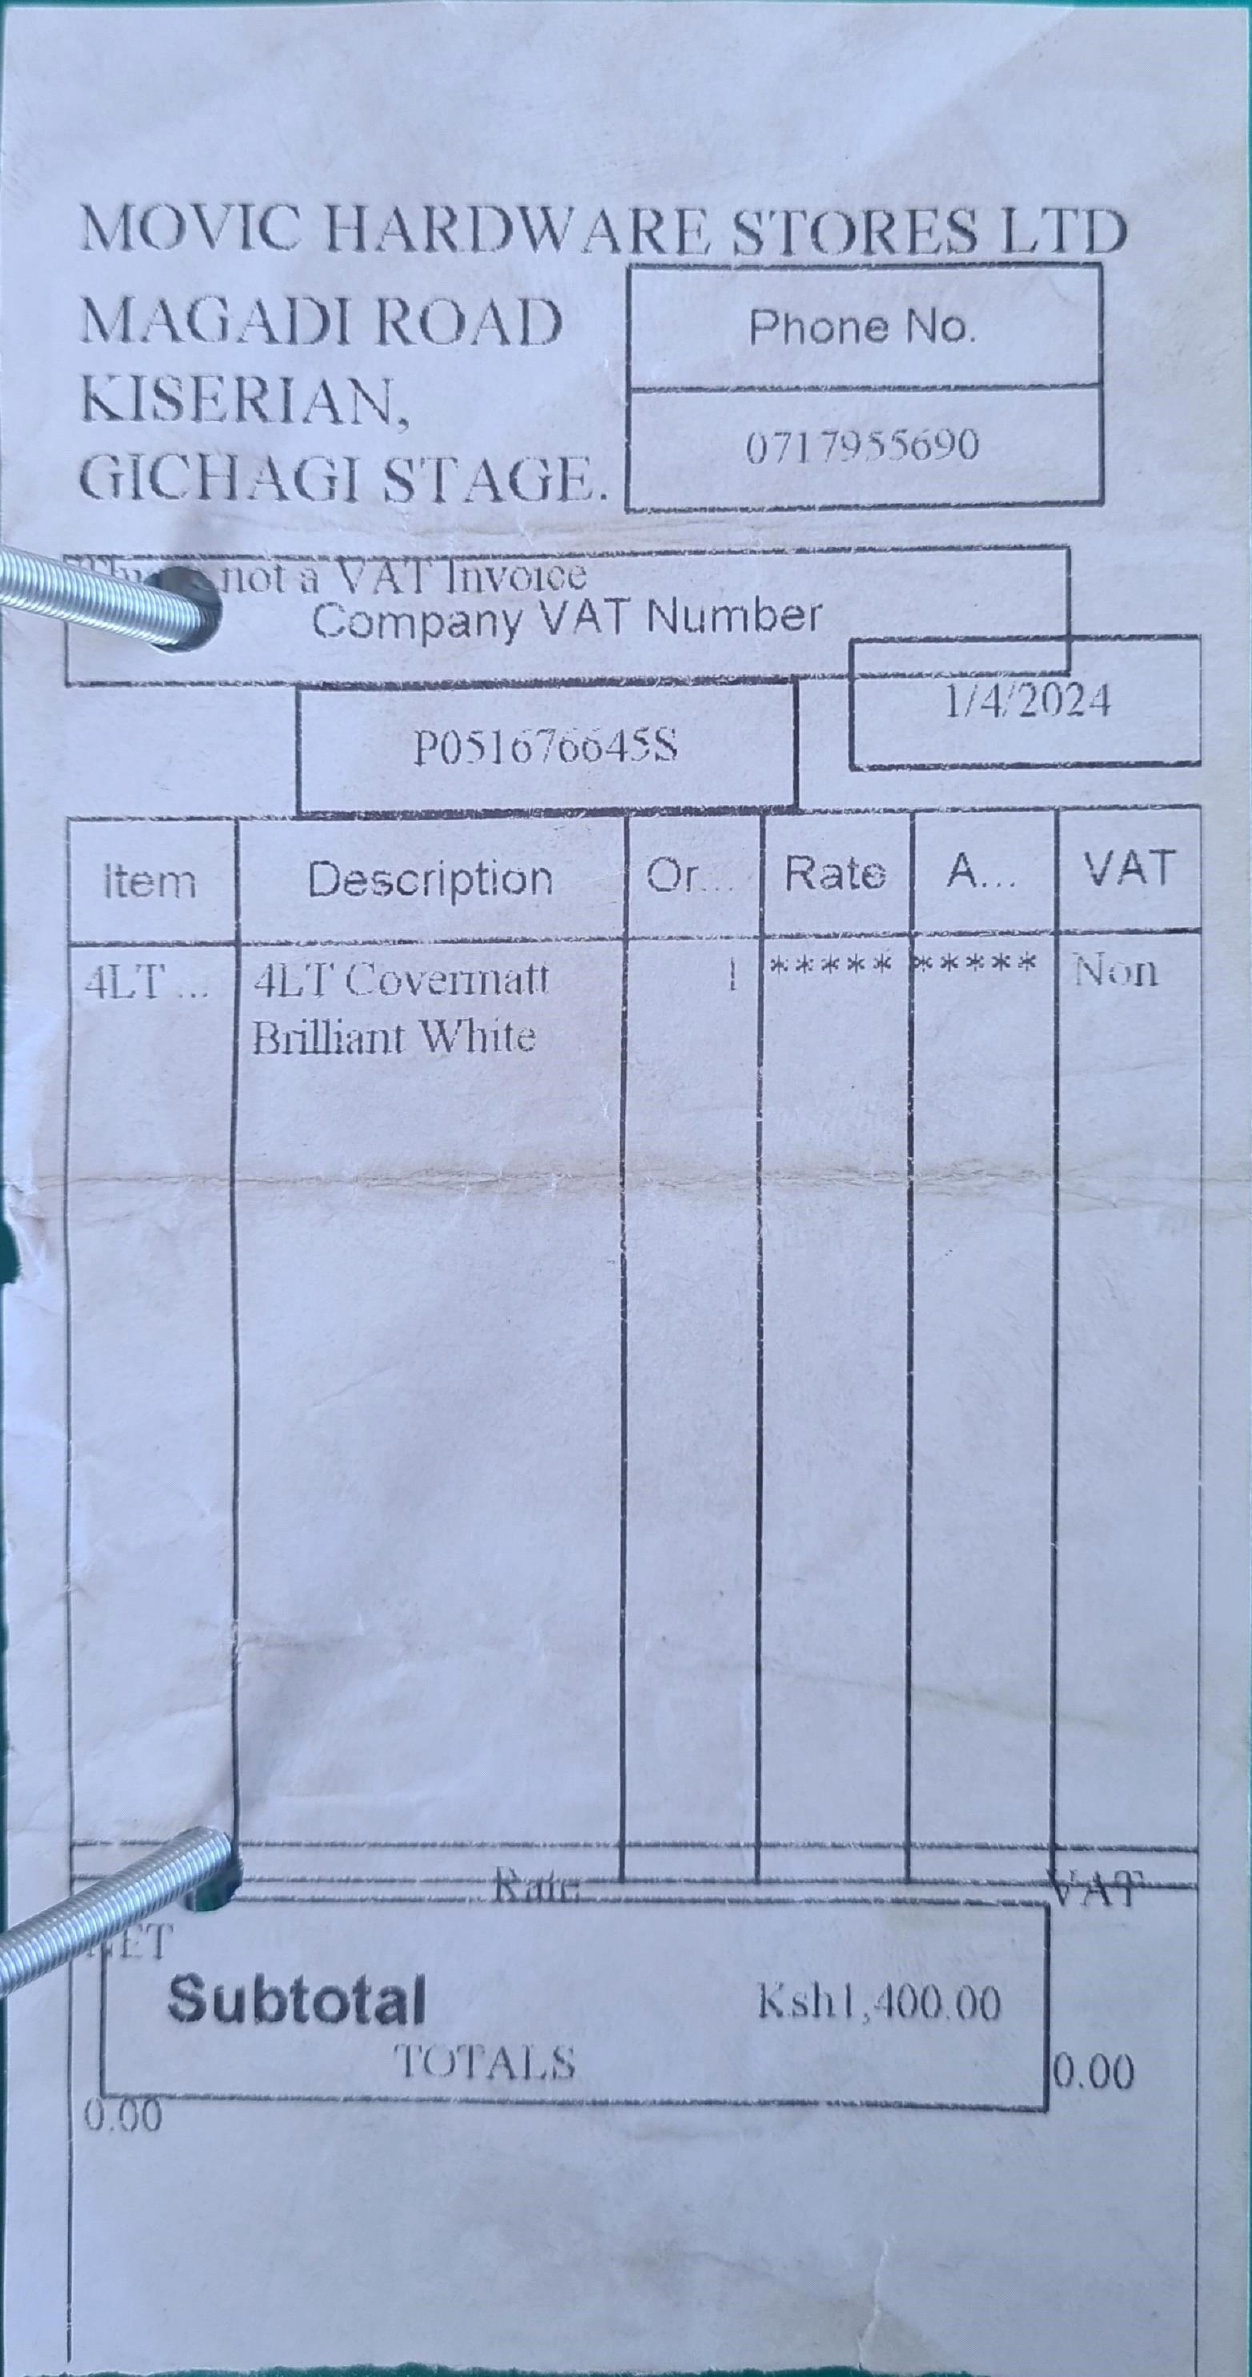 MOVIC HARDWARE STORES LTD
MAGADI ROAD
KISERIAN,
GICHAGI STAGE.
Phone No.
0717955690
not a VAT Invoice
Company VAT Number
P051676645S
1/4/2024
Item Description Or... Rate A... VAT
4LT ... 4LT Covermatt 1 ***** ***** Non
Brilliant White
Rate VAT
NET
Subtotal Ksh1,400.00
TOTALS 0.00
0.00